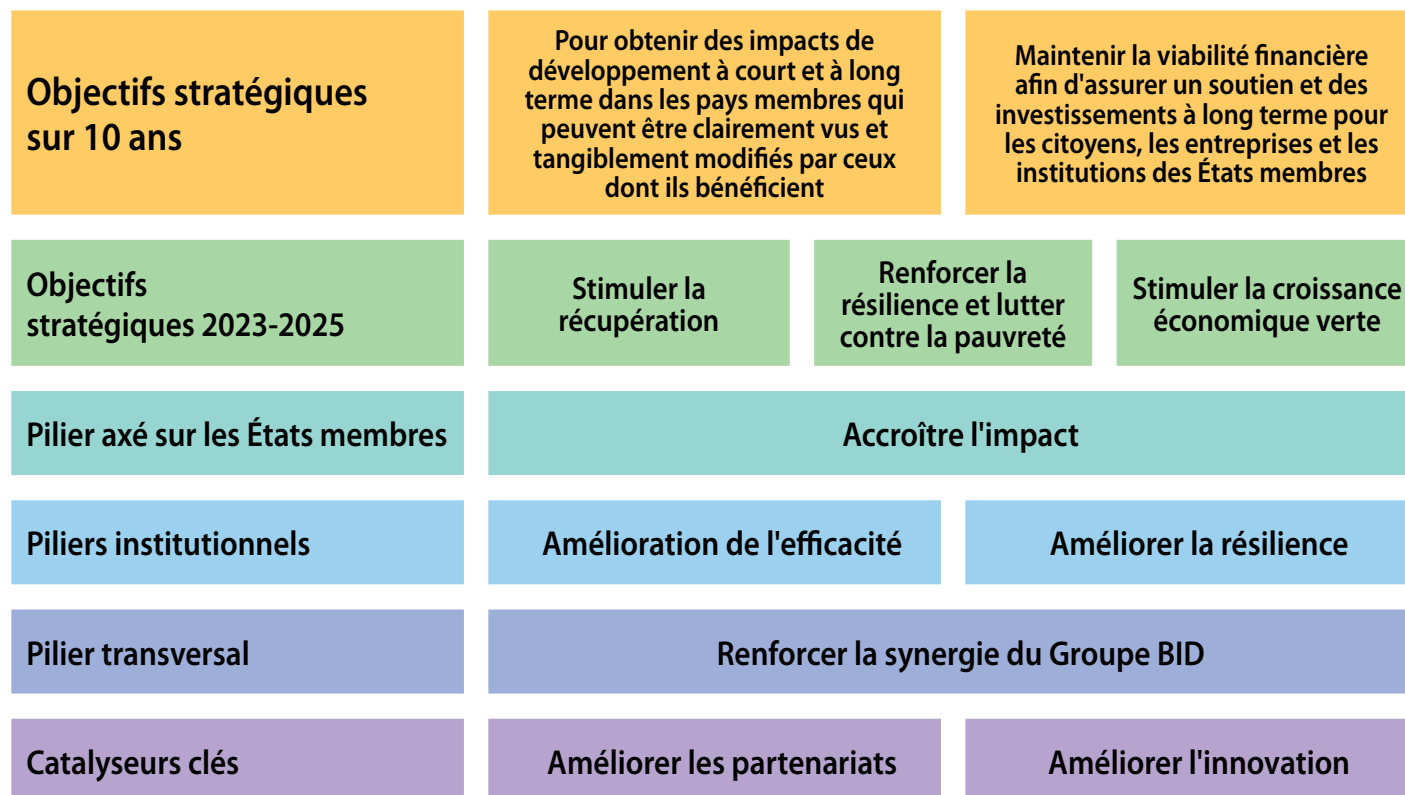 Objectifs stratégiques
sur 10 ans
Pour obtenir des impacts de
développement à court et à long
terme dans les pays membres qui
peuvent être clairement vus et
tangiblement modifiés par ceux
dont ils bénéficient
Maintenir la viabilité financière
afin d'assurer un soutien et des
investissements à long terme pour
les citoyens, les entreprises et les
institutions des États membres
Objectifs
stratégiques 2023-2025
Stimuler la
récupération
Renforcer la
résilience et lutter
contre la pauvreté
Stimuler la croissance
économique verte
Pilier axé sur les États membres
Accroître l'impact
Piliers institutionnels
Amélioration de l'efficacité
Améliorer la résilience
Pilier transversal
Renforcer la synergie du Groupe BID
Catalyseurs clés
Améliorer les partenariats
Améliorer l'innovation